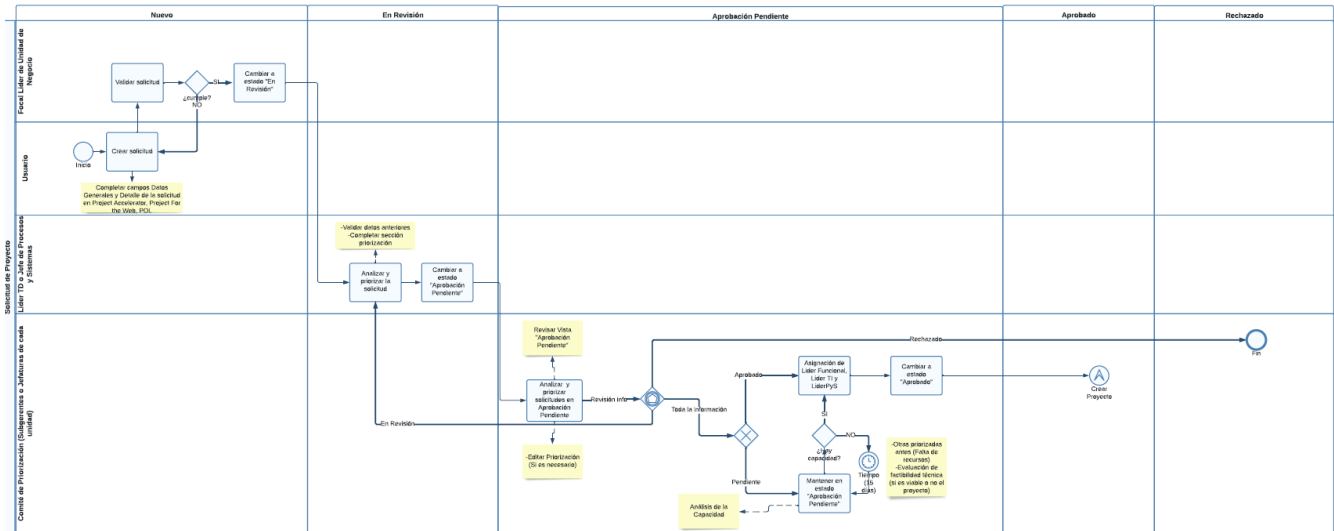 Nuevo
En Revisión
Aprobación Pendiente
Aprobado
Rechazado
Solicitud de Proyecto
Focal Lider de Unidad de
Negocio
Validar solicitud
SI
¿cumple?
NO
Cambiar a
estado "En
Revisión"
Usuario
Inicio
Crear solicitud
Completar campos Datos
Generales y Detalle de la solicitud
en Project Accelerator, Project For
the Web, PDL
Lider TD o Jefe de Procesos
y Sistemas
-Validar datos anteriores
-Completar sección
priorización
Analizar y
priorizar la
solicitud
Cambiar a
estado
"Aprobación
Pendiente"
Comité de Priorización (Subgerentes o Jefaturas de cada
unidad)
Revisar Vista
"Aprobación
Pendiente"
Analizar y
priorizar
solicitudes en
Aprobación
Pendiente
Revisión info
En Revisión
-Editar Priorización
(Si es necesario)
Rechazado
Fin
Toda la información
Aprobado
Pendiente
Asignación de
Lider Funcional,
Lider TI y
LiderPyS
Cambiar a
estado
"Aprobado"
Crear
Proyecto
SI
NO
¿Hay
capacidad?
Tiempo
(15
días)
-Otras priorizadas
antes (Falta de
recursos)
-Evaluación de
factibilidad técnica
(si es viable o no el
proyecto)
Mantener en
estado
"Aprobación
Pendiente"
Análisis de la
Capacidad